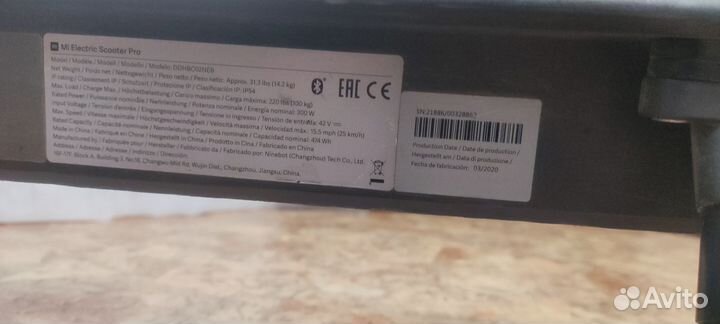 Mi Electric Scooter Pro
Model / Modèle / Modell / Modello / Modelo: DDHBC02NEB
Net Weight / Poids net / Nettogewicht / Peso netto / Peso neto: Approx. 31.3 lbs (14.2 kg)
IP rating / Classement IP / Schutzart / Protezione IP / Clasificación IP: IP54
Max. Load / Charge Max. / Höchstbelastung / Carico massimo / Carga máxima: 220 lbs (100 kg)
Rated Power / Puissance nominale / Nennleistung / Potenza nominale / Energía nominal: 300 W
Input Voltage / Tension d'entrée / Eingangsspannung / Tensione in ingresso / Tensión de entrada: 42 V
Max. Speed / Vitesse maximale / Höchstgeschwindigkeit / Velocità massima / Velocidad máx.: 15.5 mph (25 km/h)
Rated Capacity / Capacité nominale / Nennleistung / Capacità nominale / Capacidad nominal: 474 Wh
Made in China / Fabriqué en Chine / Hergestellt in China / Prodotto in Cina / Fabricado en China
Manufactured by / Fabriquée pour / Hersteller / Fabbricato da / Fabricado por: Ninebot (Changzhou) Tech Co., Ltd.
Address / Adresse / Adresse / Indirizzo / Dirección:
16F-17F, Block A, Building 3, No.18, Changwu Mid Rd, Wujin Dist., Changzhou, Jiangsu, China.
EAC CE
SN:21886/00328867
Production Date / Date de production /
Hergestellt am / Data di produzione /
Fecha de fabricación: 03/2020
Avito